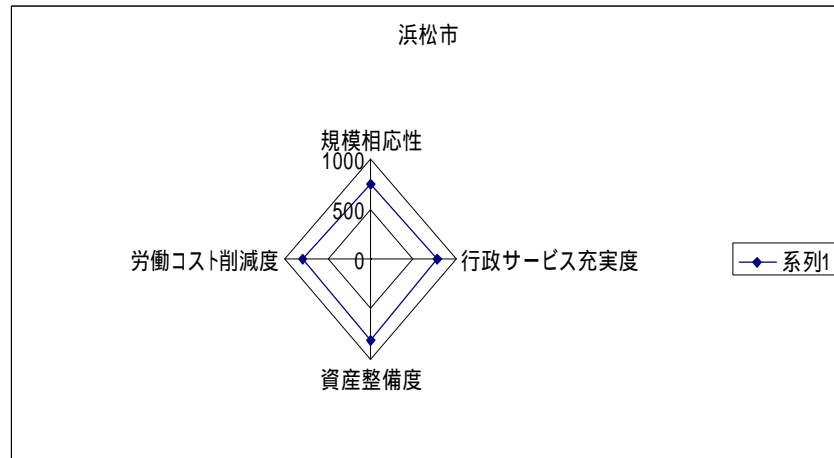 浜松市
規模相応性
1000
500
0
労働コスト削減度
行政サービス充実度
資産整備度
系列1